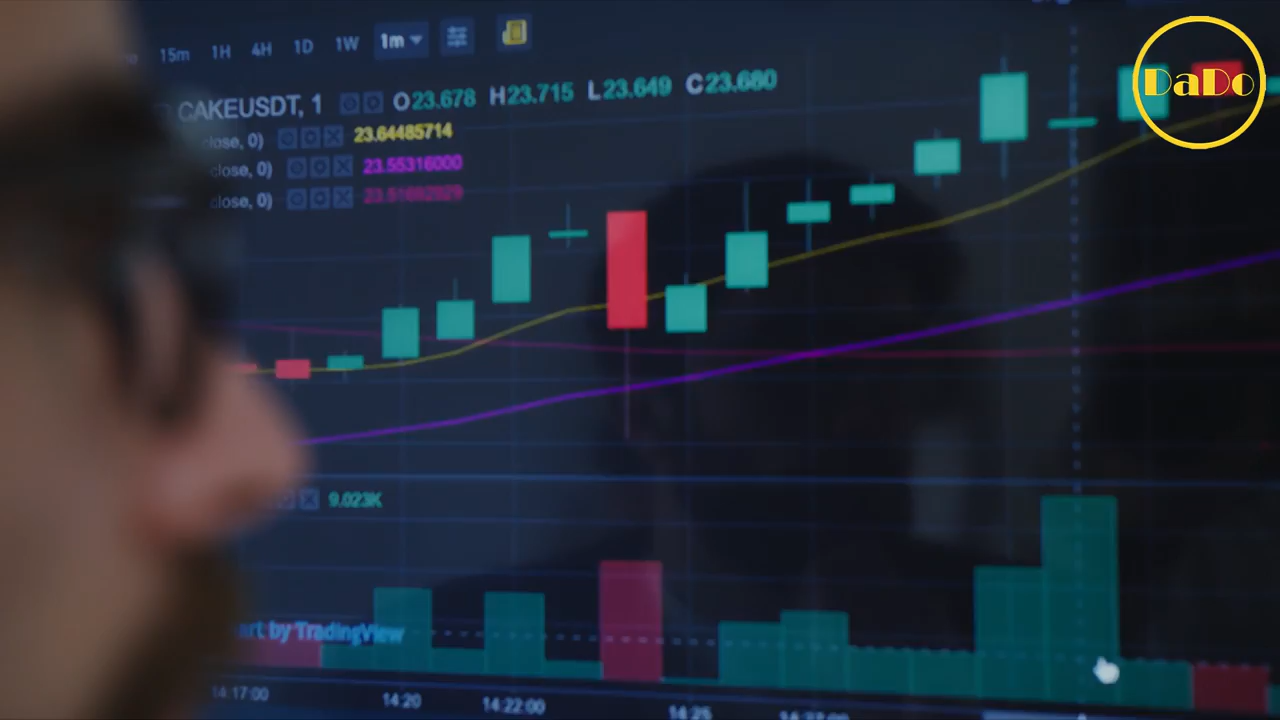 15m 1H 4H 1D 1W 1m
CAKEUSDT, 1 O23.678 H23.715 L23.649 C23.680
close, 0) 23.64485714
close, 0) 23.55316000
close, 0)
9.023K
art by TradingView
14:17:00 14:20 14:22:00 14:25
DaDo